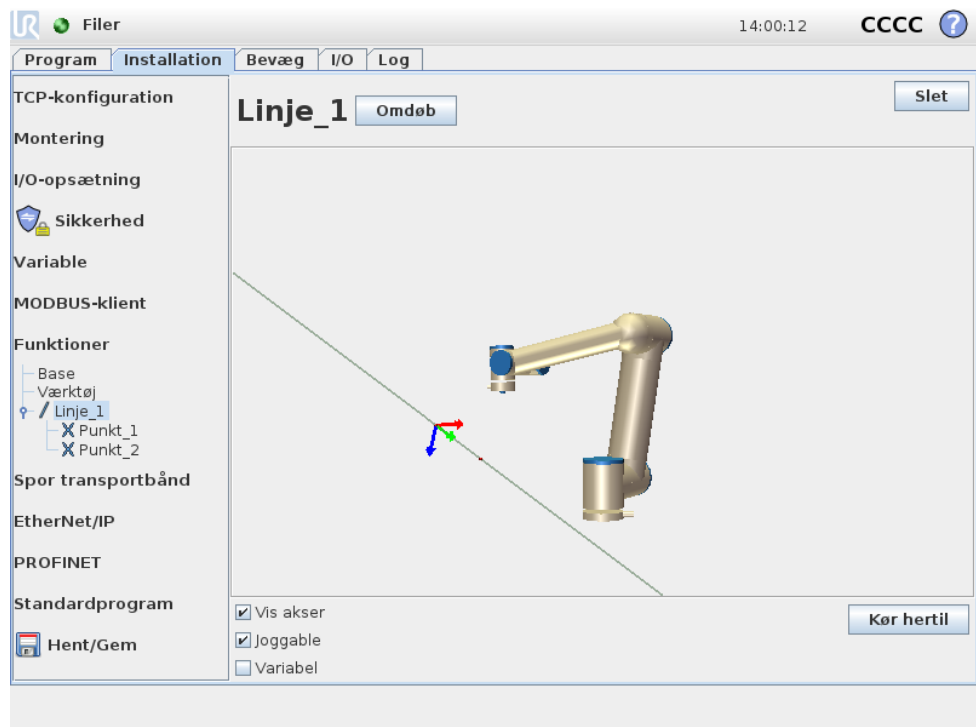 UR Filer 14:00:12 CCCC ?
Program Installation Bevæg I/O Log
TCP-konfiguration
Montering
I/O-opsætning
Sikkerhed
Variable
MODBUS-klient
Funktioner
Base
Værktøj
Linje_1
Punkt_1
Punkt_2
Spor transportbånd
EtherNet/IP
PROFINET
Standardprogram
Hent/Gem
Linje_1 Omdøb Slet
Vis akser
Joggable
Variabel
Kør hertil